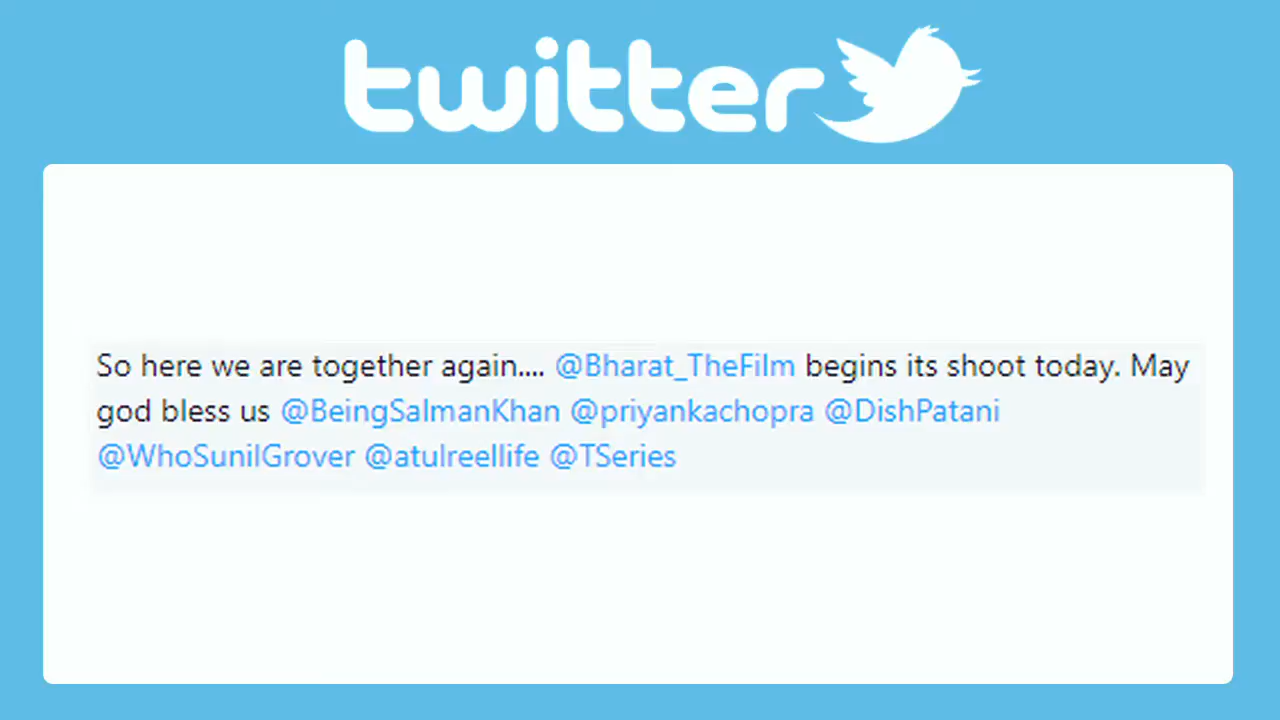 twitter
So here we are together again.... @Bharat_TheFilm begins its shoot today. May
god bless us @BeingSalmanKhan @priyankachopra @DishPatani
@WhoSunilGrover @atulreellife @TSeries